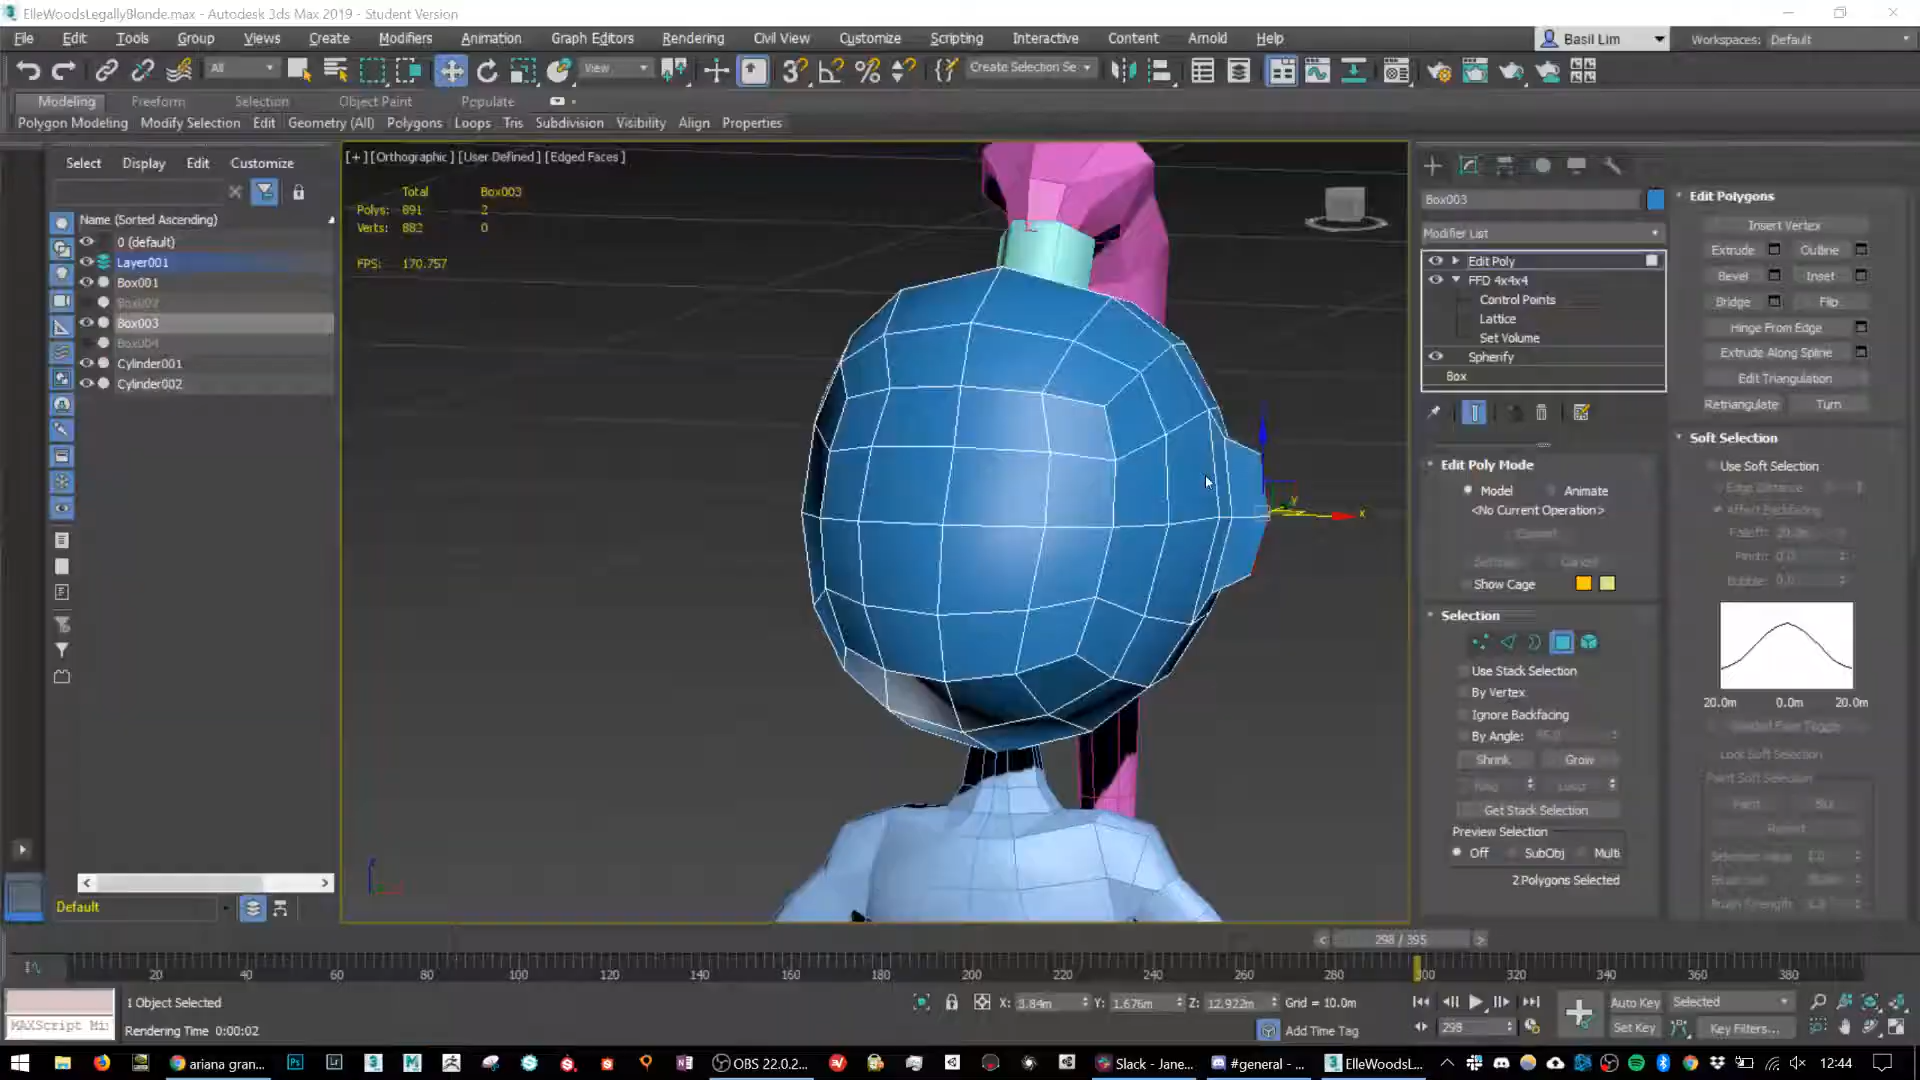 ElleWoodsLegallyBlonde.max - Autodesk 3ds Max 2019 - Student Version
File Edit Tools Group Views Create Modifiers Animation Graph Editors Rendering Civil View Customize Scripting Interactive Content Arnold Help
Basil Lim
Workspaces: Default
All
View
Create Selection Se
Modeling Freeform Selection Object Paint Populate
Polygon Modeling Modify Selection Edit Geometry (All) Polygons Loops Tris Subdivision Visibility Align Properties
Select Display Edit Customize
Name (Sorted Ascending)
0 (default)
Layer001
Box001
Box002
Box003
Box004
Cylinder001
Cylinder002
Default
[+] [Orthographic] [User Defined] [Edged Faces]
Total Box003
Polys: 891 2
Verts: 882 0
FPS: 170.757
x
y
z
Box003
Modifier List
Edit Poly
FFD 4x4x4
Control Points
Lattice
Set Volume
Spherify
Box
Edit Poly Mode
Model Animate
<No Current Operation>
Commit
Settings Cancel
Show Cage
Selection
Use Stack Selection
By Vertex
Ignore Backfacing
By Angle:
Shrink Grow
Ring Loop
Get Stack Selection
Preview Selection
Off SubObj Multi
2 Polygons Selected
Edit Polygons
Insert Vertex
Extrude Outline
Bevel Inset
Bridge Flip
Hinge From Edge
Extrude Along Spline
Edit Triangulation
Retriangulate Turn
Soft Selection
Use Soft Selection
Edge Distance
Affect Backfacing
Falloff: 20.0m
Pinch: 0.0
Bubble: 0.0
20.0m 0.0m 20.0m
Shaded Face Toggle
Lock Soft Selection
Paint Soft Selection
Paint Blur
Revert
Selection Value 1.0
Brush Strength
298 / 395
20 40 60 80 100 120 140 160 180 200 220 240 260 280 300 320 340 360 380
MAXScript Mi
1 Object Selected
Rendering Time 0:00:02
X: 3.84m Y: 1.676m Z: 12.922m Grid = 10.0m
Add Time Tag
298
Auto Key Selected
Set Key Key Filters...
ariana gran...
OBS 22.0.2...
Slack - Jane...
#general - ...
ElleWoodsL...
12:44